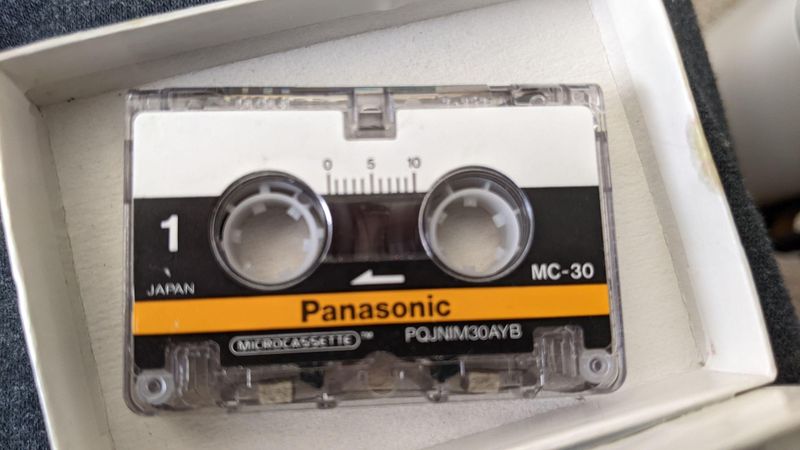 0 5 10
1
JAPAN
MC-30
Panasonic
MICROCASSETTE™
PQJNIM30AYB